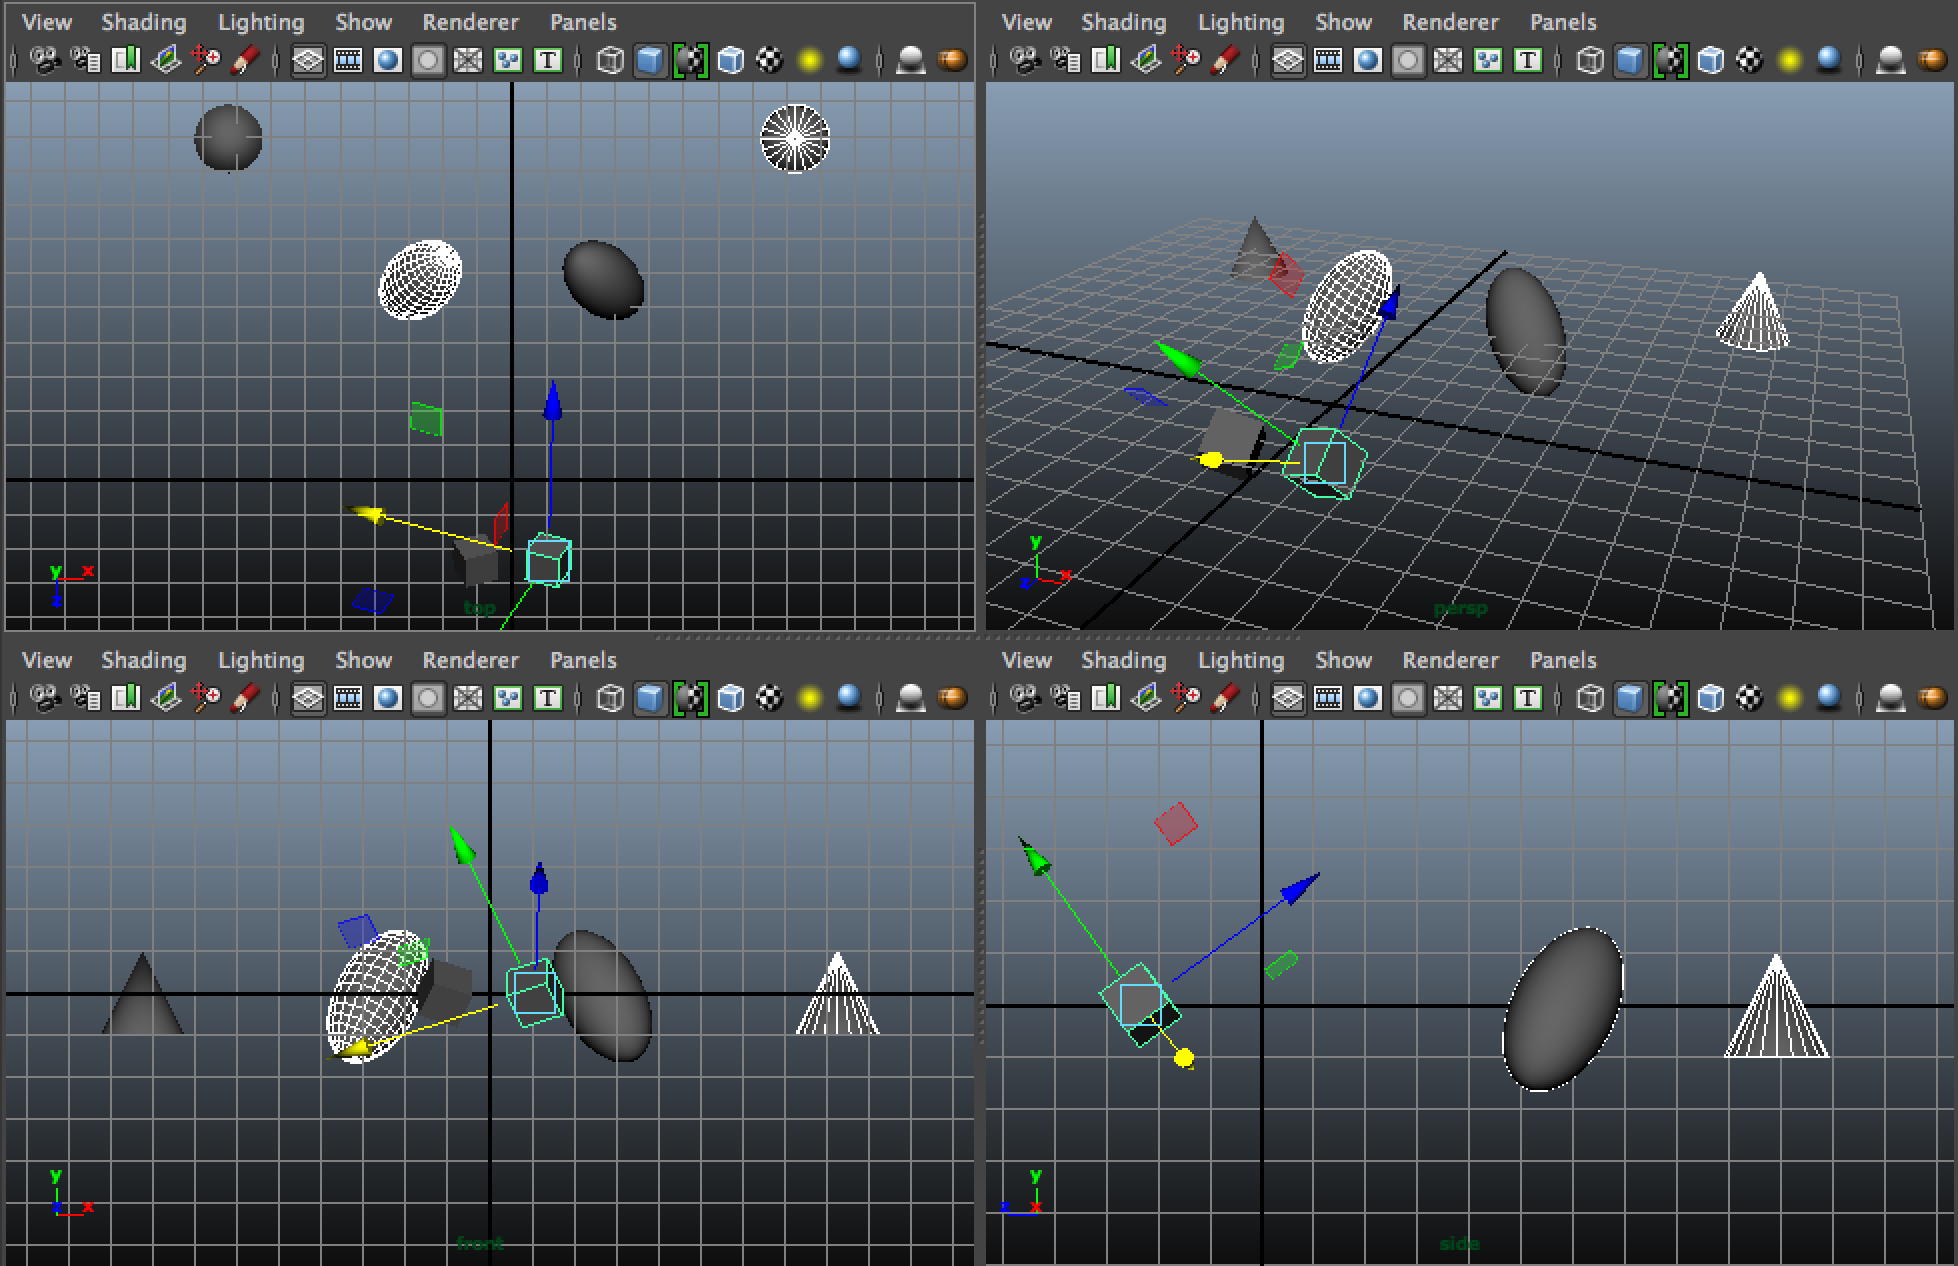 View Shading Lighting Show Renderer Panels
T
y x
z
top
View Shading Lighting Show Renderer Panels
T
y
z x
persp
View Shading Lighting Show Renderer Panels
T
y
z x
front
View Shading Lighting Show Renderer Panels
T
y
z x
side